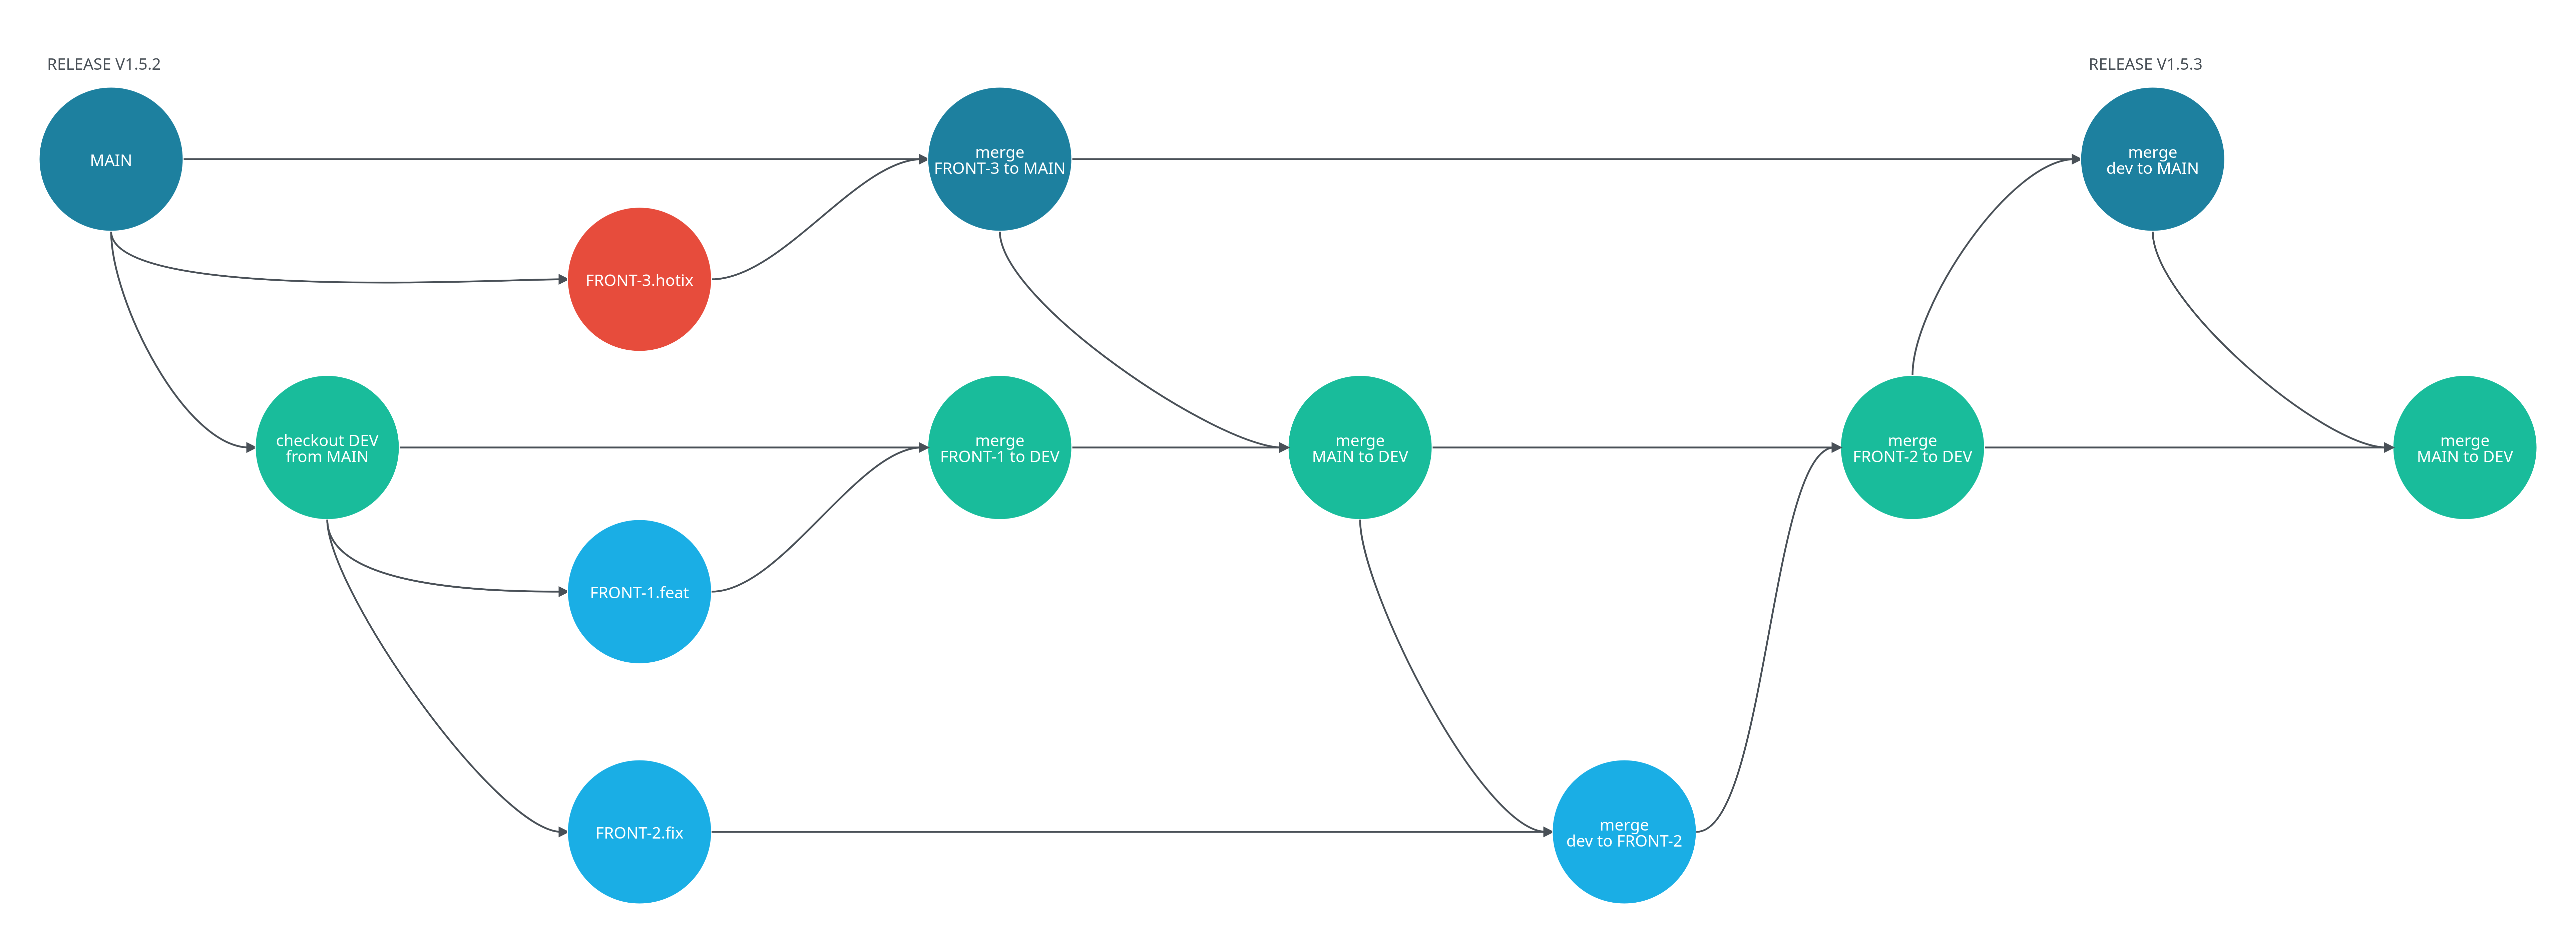 RELEASE V1.5.2
RELEASE V1.5.3
MAIN
merge
FRONT-3 to MAIN
merge
dev to MAIN
FRONT-3.hotix
checkout DEV
from MAIN
merge
FRONT-1 to DEV
merge
MAIN to DEV
merge
FRONT-2 to DEV
merge
MAIN to DEV
FRONT-1.feat
FRONT-2.fix
merge
dev to FRONT-2